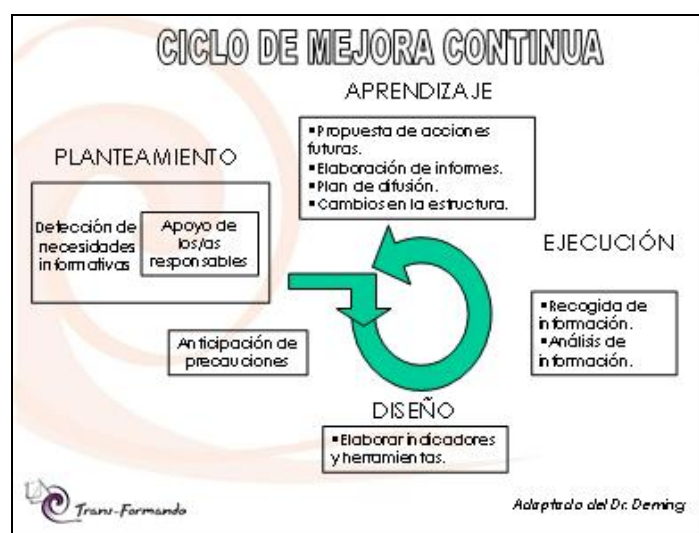 CICLO DE MEJORA CONTINUA
APRENDIZAJE
▪Propuesta de acciones
futuras.
▪Elaboración de informes.
▪Plan de difusión.
▪Cambios en la estructura.
PLANTEAMIENTO
Detección de
necesidades
informativas
Apoyo de
los/as
responsables
EJECUCIÓN
▪Recogida de
información.
▪Análisis de
información.
Anticipación de
precauciones
DISEÑO
▪Elaborar indicadores
y herramientas.
Trans-Formando
Adaptado del Dr. Deming